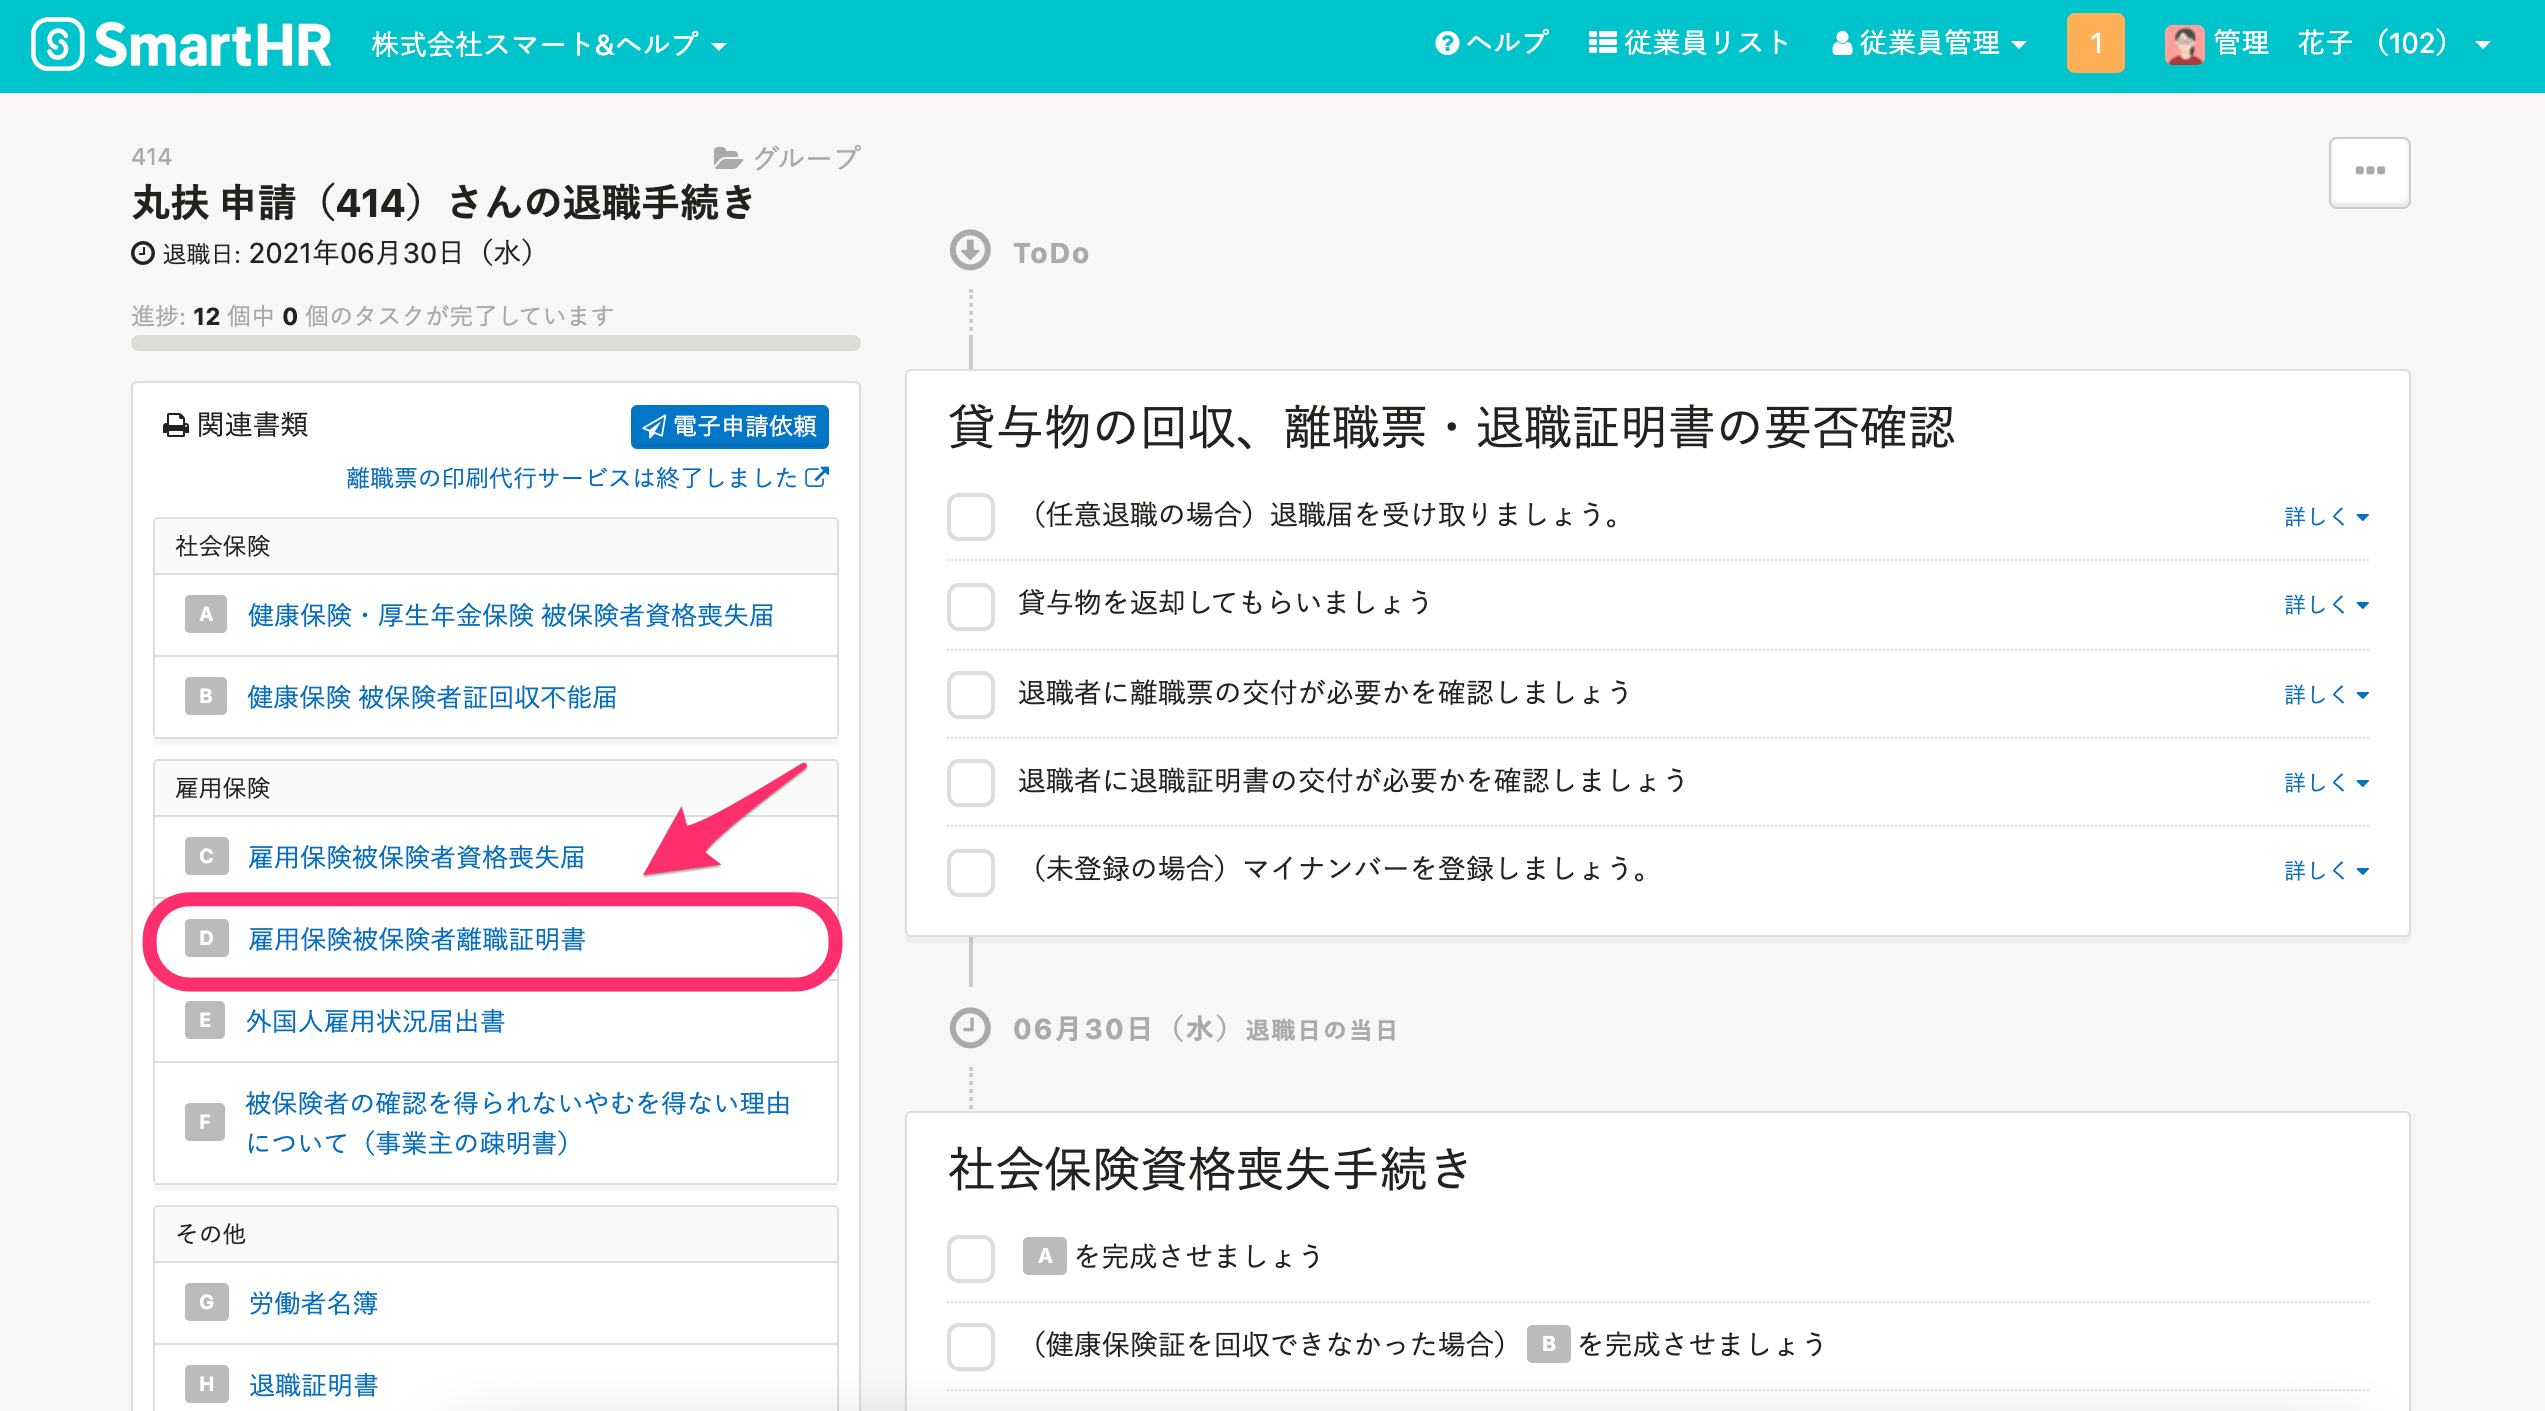 SmartHR 株式会社スマート&ヘルプ ヘルプ 従業員リスト 従業員管理 1 管理 花子 （102）
414 グループ
丸扶 申請（414）さんの退職手続き
退職日: 2021年06月30日（水）
進捗: 12 個中 0 個のタスクが完了しています
関連書類 電子申請依頼
離職票の印刷代行サービスは終了しました
社会保険
A 健康保険・厚生年金保険 被保険者資格喪失届
B 健康保険 被保険者証回収不能届
雇用保険
C 雇用保険被保険者資格喪失届
D 雇用保険被保険者離職証明書
E 外国人雇用状況届出書
F 被保険者の確認を得られないやむを得ない理由
について（事業主の疎明書）
その他
G 労働者名簿
H 退職証明書
ToDo
貸与物の回収、離職票・退職証明書の要否確認
（任意退職の場合）退職届を受け取りましょう。 詳しく
貸与物を返却してもらいましょう 詳しく
退職者に離職票の交付が必要かを確認しましょう 詳しく
退職者に退職証明書の交付が必要かを確認しましょう 詳しく
（未登録の場合）マイナンバーを登録しましょう。 詳しく
06月30日（水）退職日の当日
社会保険資格喪失手続き
A を完成させましょう
（健康保険証を回収できなかった場合） B を完成させましょう